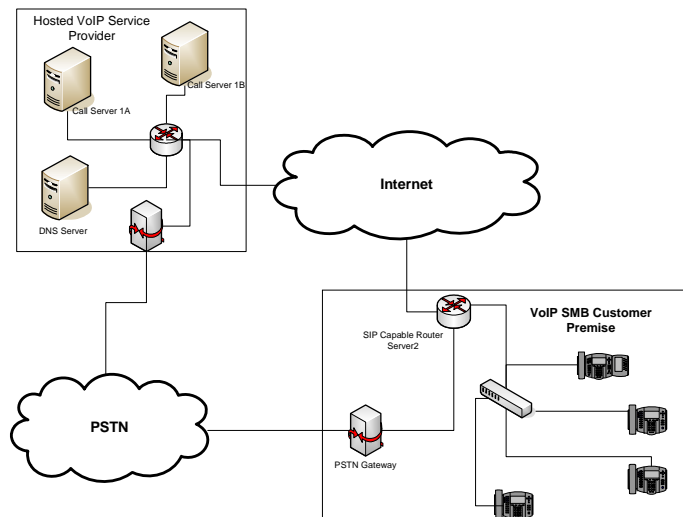 Hosted VoIP Service
Provider
Call Server 1B
Call Server 1A
DNS Server
Internet
SIP Capable Router
Server2
VoIP SMB Customer
Premise
PSTN
PSTN Gateway